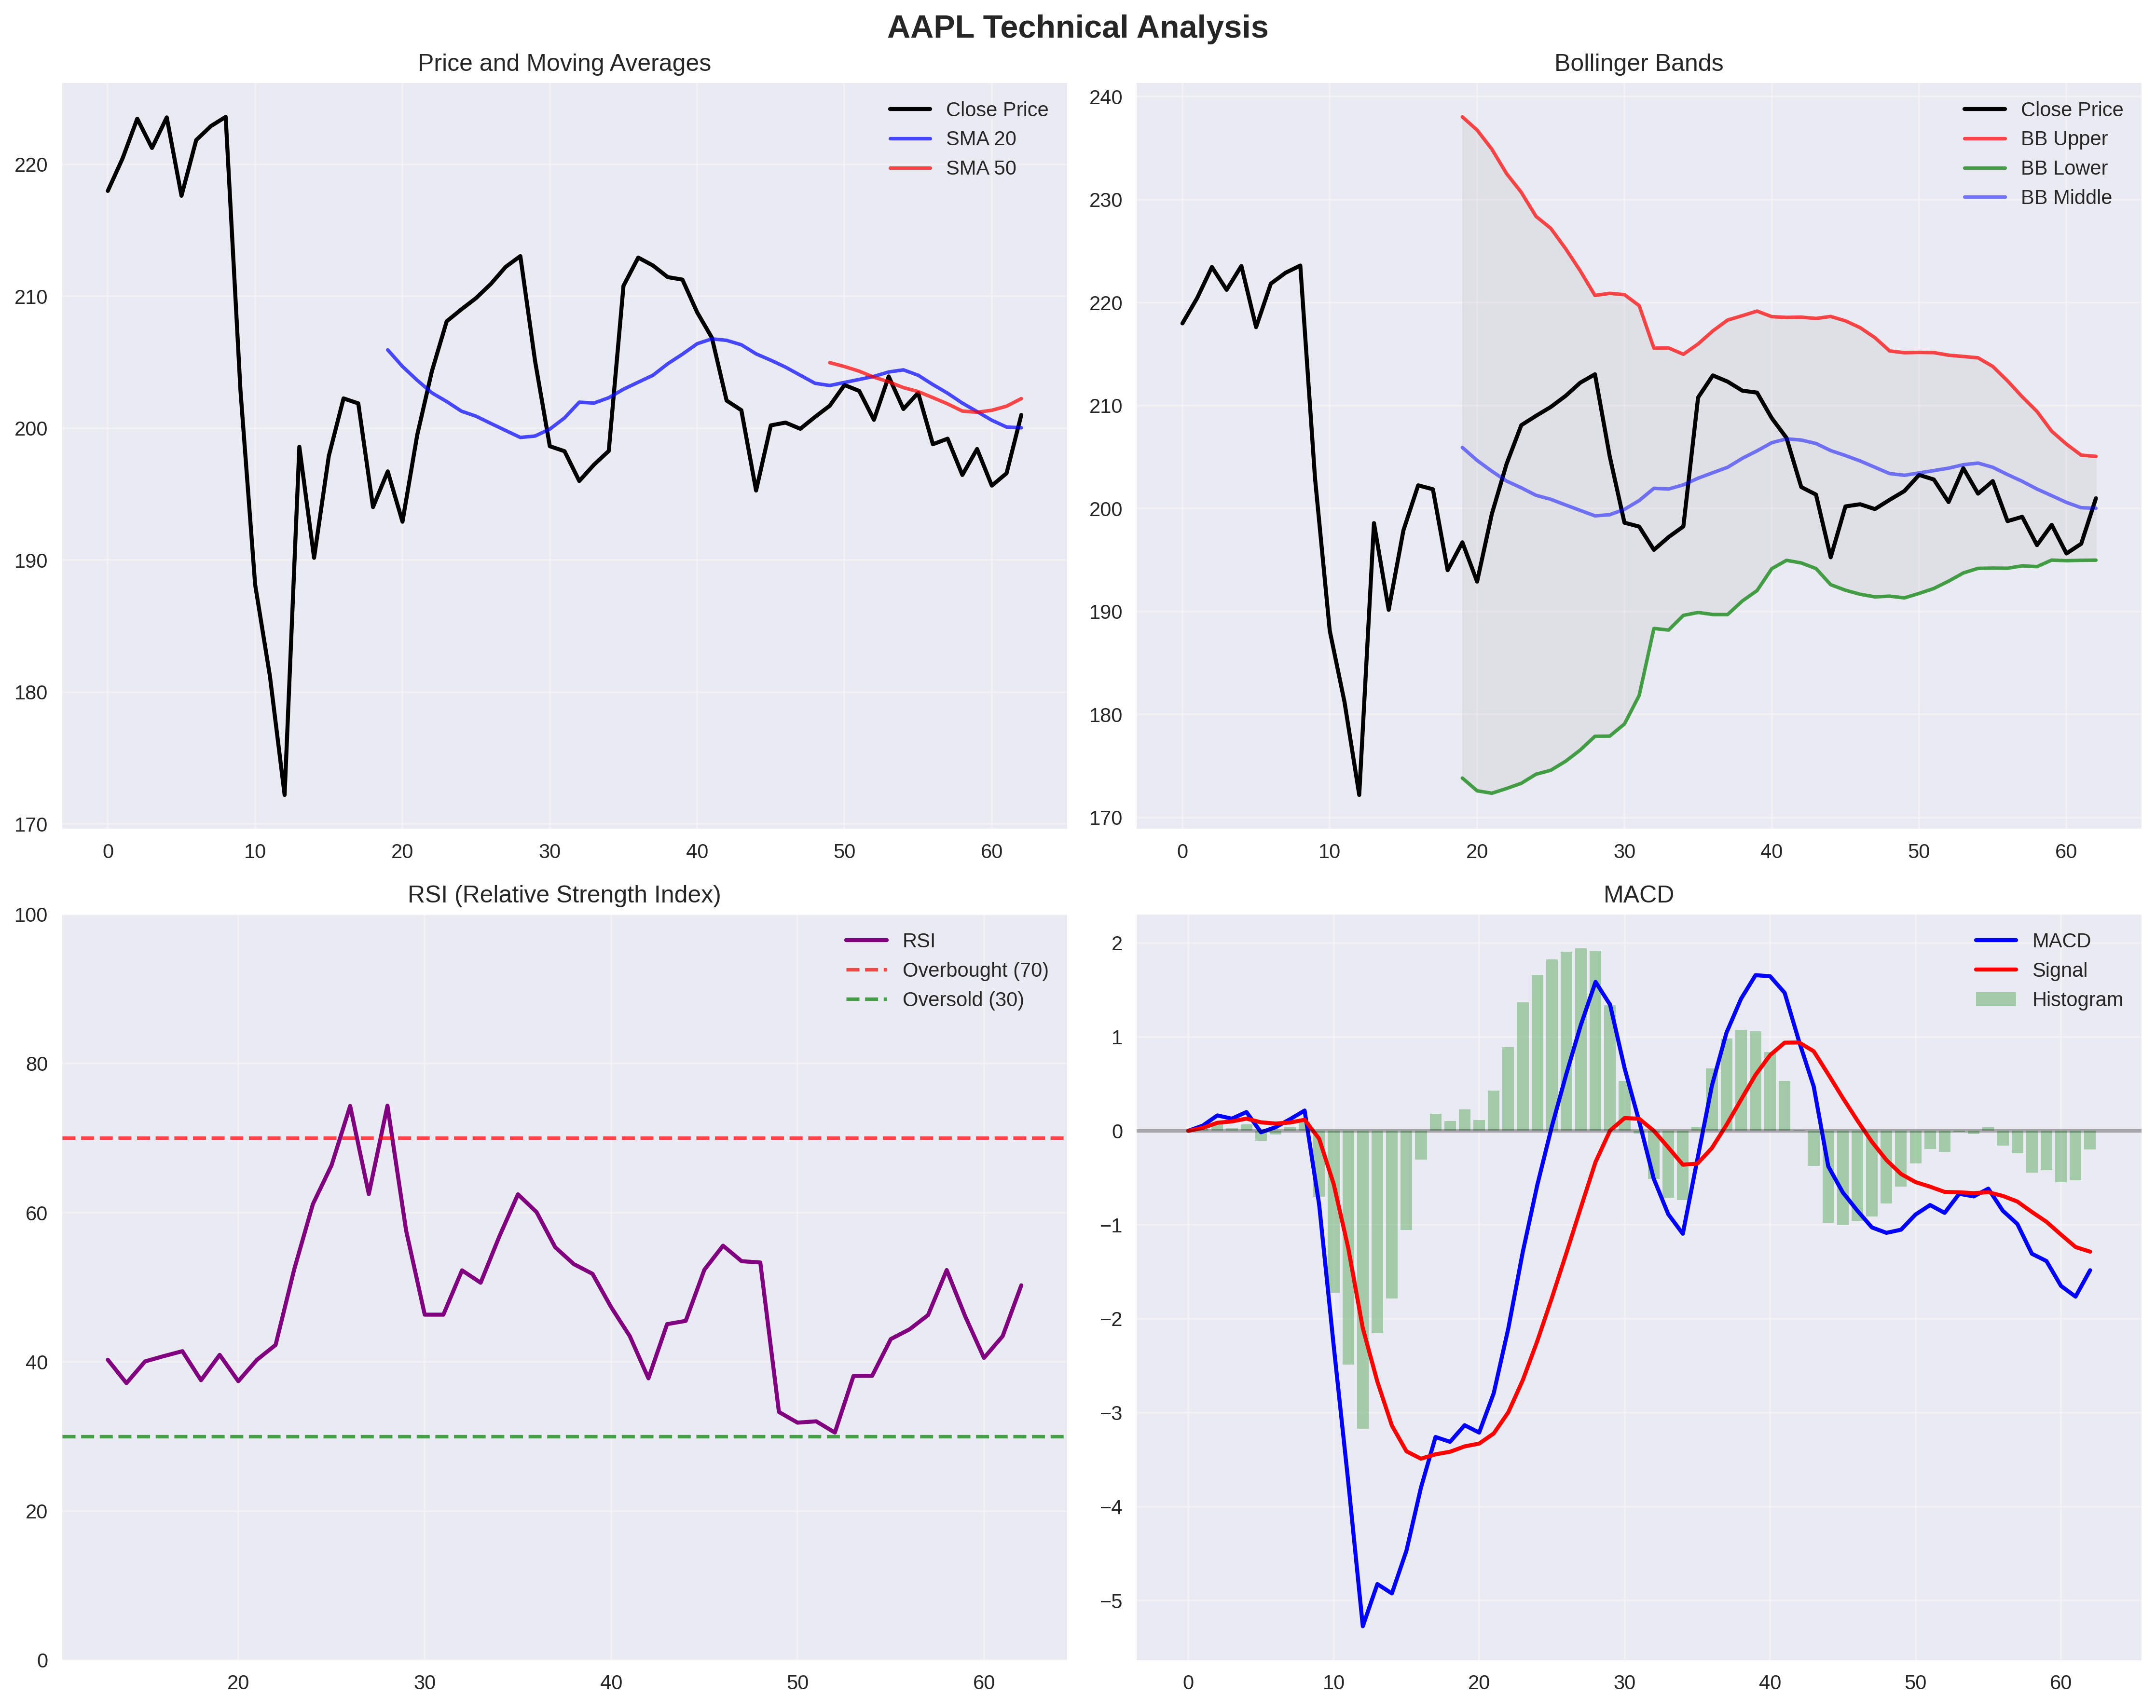 AAPL Technical Analysis
Price and Moving Averages
Close Price
SMA 20
SMA 50
220
210
200
190
180
170
0 10 20 30 40 50 60
Bollinger Bands
Close Price
BB Upper
BB Lower
BB Middle
240
230
220
210
200
190
180
170
0 10 20 30 40 50 60
RSI (Relative Strength Index)
RSI
Overbought (70)
Oversold (30)
100
80
60
40
20
0
20 30 40 50 60
MACD
MACD
Signal
Histogram
2
1
0
−1
−2
−3
−4
−5
0 10 20 30 40 50 60